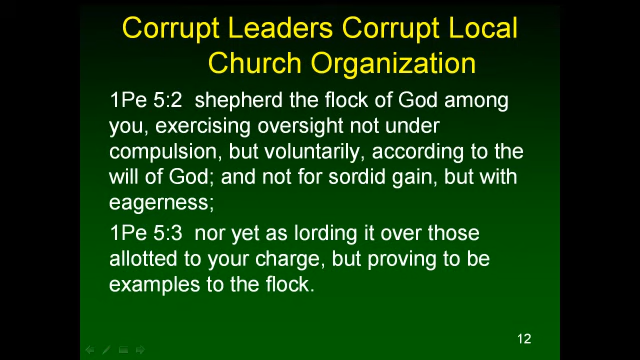 Corrupt Leaders Corrupt Local
Church Organization
1Pe 5:2 shepherd the flock of God among
you, exercising oversight not under
compulsion, but voluntarily, according to the
will of God; and not for sordid gain, but with
eagerness;
1Pe 5:3 nor yet as lording it over those
allotted to your charge, but proving to be
examples to the flock.
12